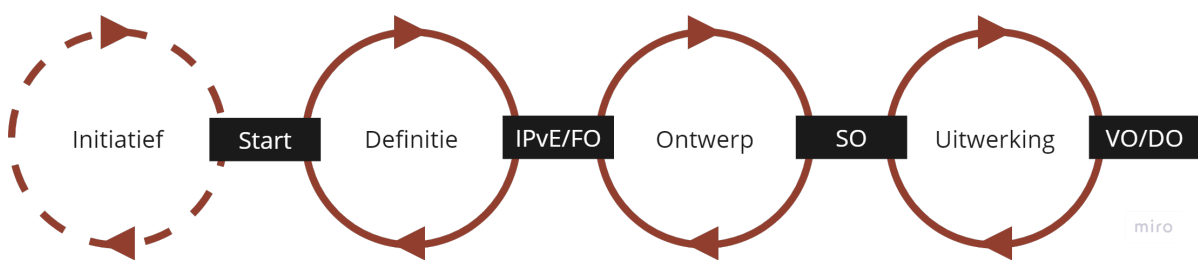 Initiatief
Start
Definitie
IPvE/FO
Ontwerp
SO
Uitwerking
VO/DO
miro